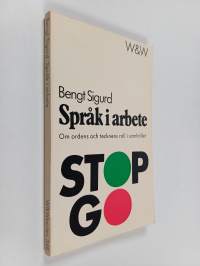 W&W
Bengt Sigurd
Språk i arbete
Om ordens och tecknens roll i samhället
STOP
GO